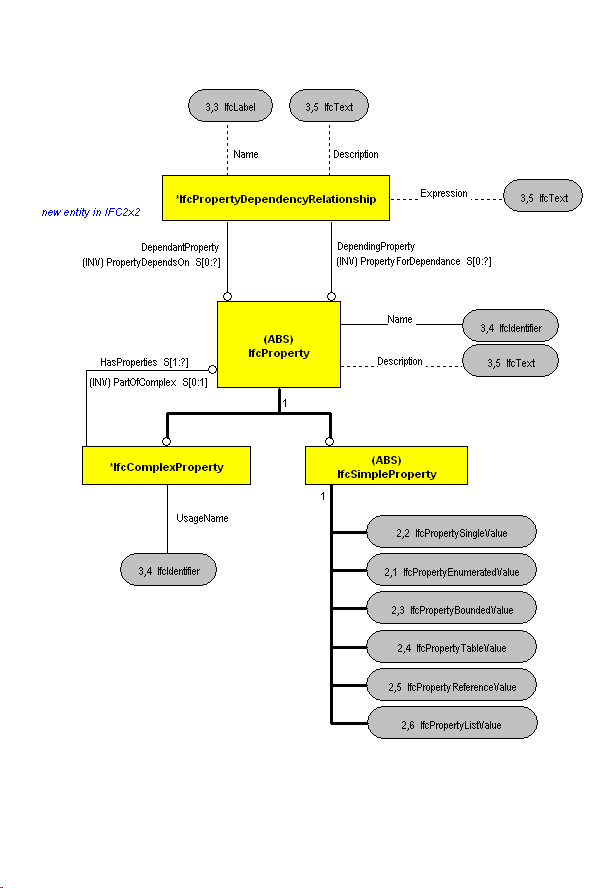 3,3 IfcLabel
3,5 IfcText
Name
Description
*IfcPropertyDependencyRelationship
Expression
3,5 IfcText
new entity in IFC2x2
DependantProperty
(INV) PropertyDependsOn S[0:?]
DependingProperty
(INV) PropertyForDependance S[0:?]
(ABS)
IfcProperty
Name
3,4 IfcIdentifier
Description
3,5 IfcText
HasProperties S[1:?]
(INV) PartOfComplex S[0:1]
1
*IfcComplexProperty
(ABS)
IfcSimpleProperty
1
UsageName
3,4 IfcIdentifier
2,2 IfcPropertySingleValue
2,1 IfcPropertyEnumeratedValue
2,3 IfcPropertyBoundedValue
2,4 IfcPropertyTableValue
2,5 IfcPropertyReferenceValue
2,6 IfcPropertyListValue